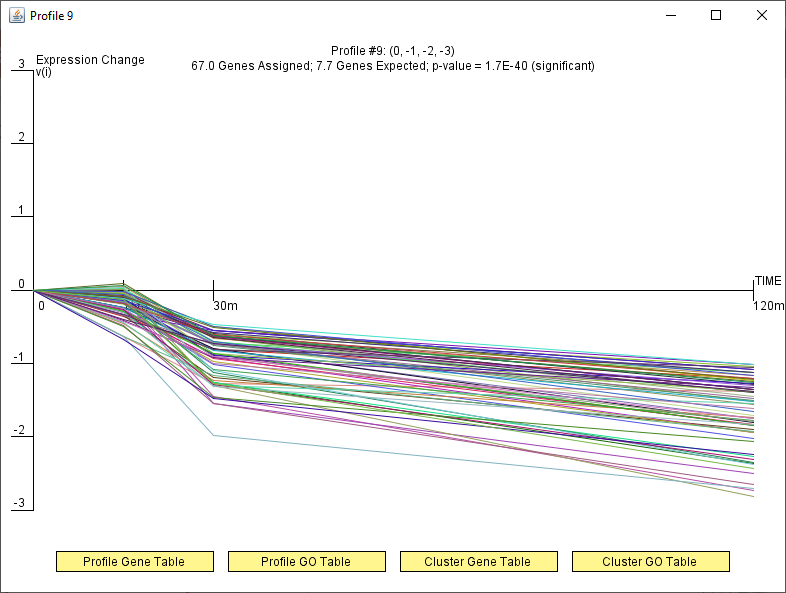 Profile 9
Profile #9: (0, -1, -2, -3)
67.0 Genes Assigned; 7.7 Genes Expected; p-value = 1.7E-40 (significant)
Expression Change
v(i)
3
2
1
0
-1
-2
-3
TIME
0
30m
120m
Profile Gene Table
Profile GO Table
Cluster Gene Table
Cluster GO Table